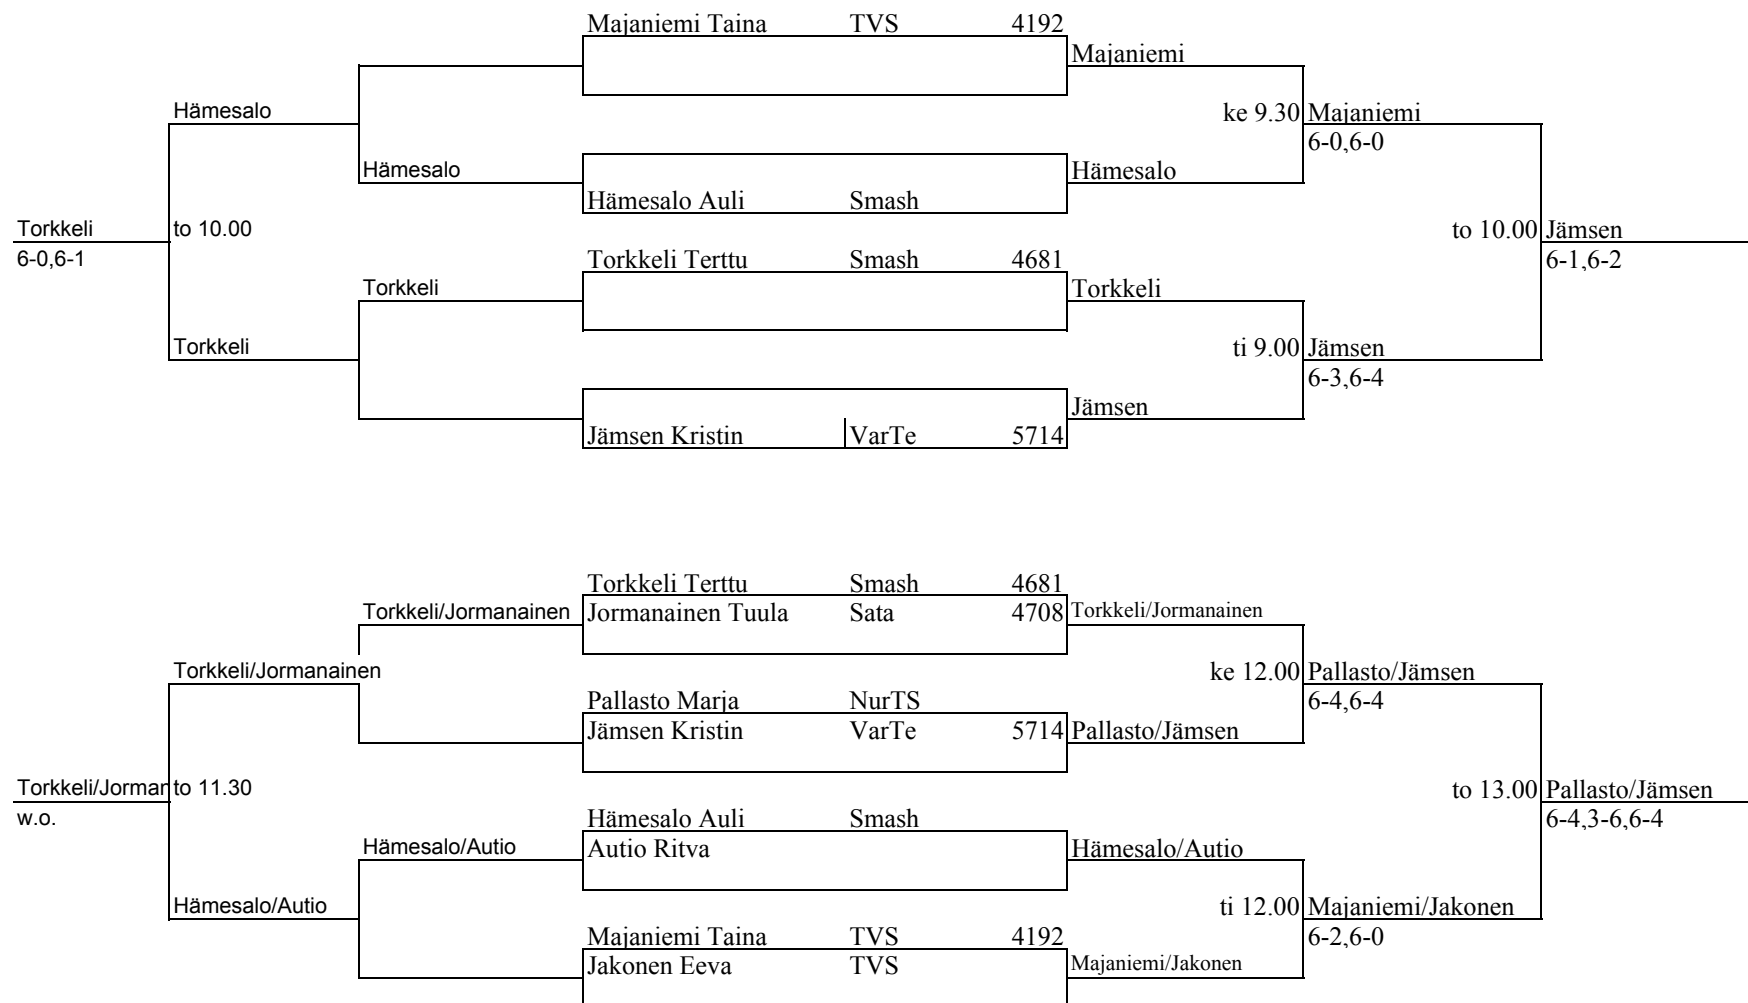 Majaniemi Taina TVS 4192
Majaniemi
Hämesalo ke 9.30 Majaniemi
6-0,6-0
Hämesalo Hämesalo
Hämesalo Auli Smash
Torkkeli to 10.00 to 10.00 Jämsen
6-0,6-1 Torkkeli Terttu Smash 4681 6-1,6-2
Torkkeli Torkkeli
Torkkeli ti 9.00 Jämsen
6-3,6-4
Jämsen
Jämsen Kristin VarTe 5714
Torkkeli Terttu Smash 4681
Torkkeli/Jormanainen Jormanainen Tuula Sata 4708 Torkkeli/Jormanainen
Torkkeli/Jormanainen ke 12.00 Pallasto/Jämsen
Pallasto Marja NurTS 6-4,6-4
Jämsen Kristin VarTe 5714 Pallasto/Jämsen
Torkkeli/Jormar to 11.30 to 13.00 Pallasto/Jämsen
w.o. Hämesalo Auli Smash 6-4,3-6,6-4
Hämesalo/Autio Autio Ritva Hämesalo/Autio
Hämesalo/Autio ti 12.00 Majaniemi/Jakonen
Majaniemi Taina TVS 4192 6-2,6-0
Jakonen Eeva TVS Majaniemi/Jakonen